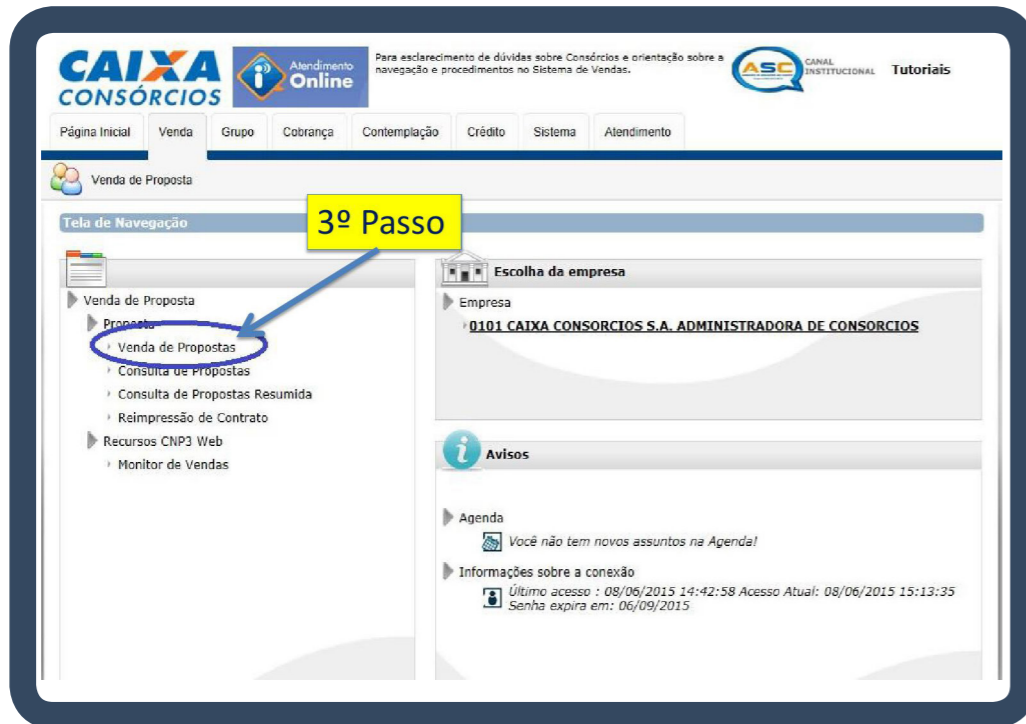 CAIXA
CONSÓRCIOS
Atendimento
Online
Para esclarecimento de dúvidas sobre Consórcios e orientação sobre a
navegação e procedimentos no Sistema de Vendas.
ASC
CANAL
INSTITUCIONAL
Tutoriais
Página Inicial Venda Grupo Cobrança Contemplação Crédito Sistema Atendimento
Venda de Proposta
3º Passo
Tela de Navegação
Venda de Proposta
Proposta
Venda de Propostas
Consulta de Propostas
Consulta de Propostas Resumida
Reimpressão de Contrato
Recursos CNP3 Web
Monitor de Vendas
Escolha da empresa
Empresa
0101 CAIXA CONSORCIOS S.A. ADMINISTRADORA DE CONSORCIOS
Avisos
Agenda
Você não tem novos assuntos na Agenda!
Informações sobre a conexão
Último acesso : 08/06/2015 14:42:58 Acesso Atual: 08/06/2015 15:13:35
Senha expira em: 06/09/2015